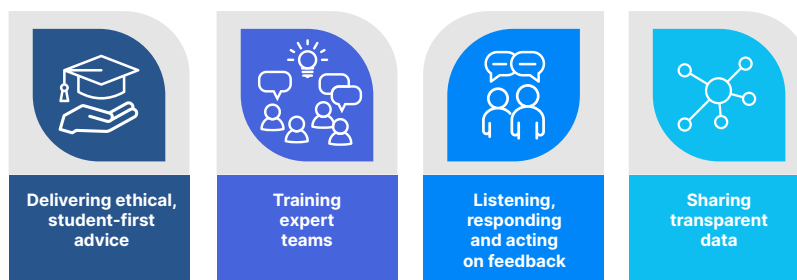 Delivering ethical,
student-first
advice
Training
expert
teams
Listening,
responding
and acting
on feedback
Sharing
transparent
data